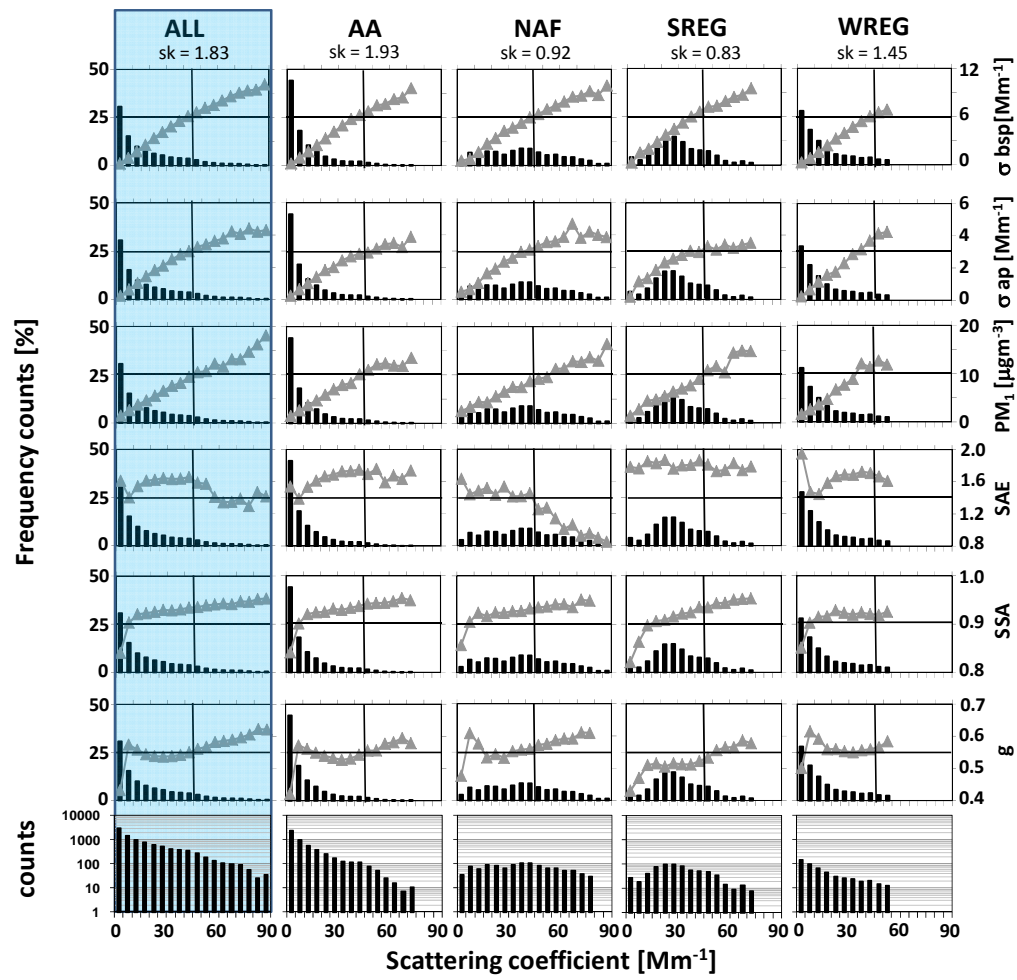 ALL AA NAF SREG WREG
sk = 1.83 sk = 1.93 sk = 0.92 sk = 0.83 sk = 1.45
50 12
25 6
0 0
σ bsp[Mm-1]
50 6
4
25
2
0 0
σ ap [Mm-1]
50 20
25 10
0 0
PM1 [µgm-3]
50 2.0
1.6
25
1.2
0 0.8
SAE
50 1.0
25 0.9
0 0.8
SSA
50 0.7
0.6
25
0.5
0 0.4
g
Frequency counts [%]
10000
1000
100
10
1
counts
0 30 60 90 0 30 60 90 0 30 60 90 0 30 60 90 0 30 60 90
Scattering coefficient [Mm-1]